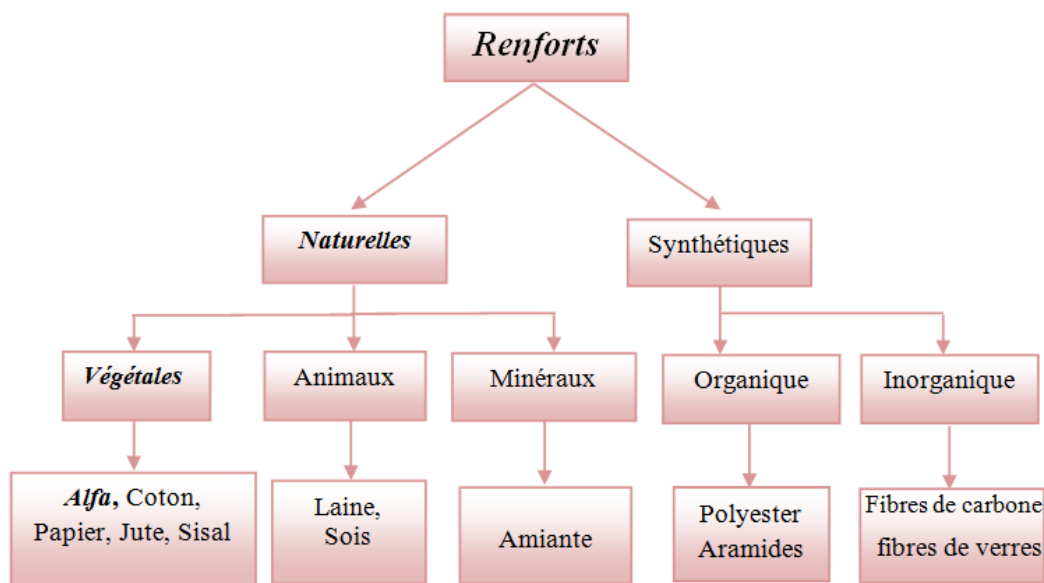 Renforts
Naturelles
Synthétiques
Végétales
Animaux
Minéraux
Organique
Inorganique
Alfa, Coton,
Papier, Jute, Sisal
Laine,
Sois
Amiante
Polyester
Aramides
Fibres de carbone
fibres de verres